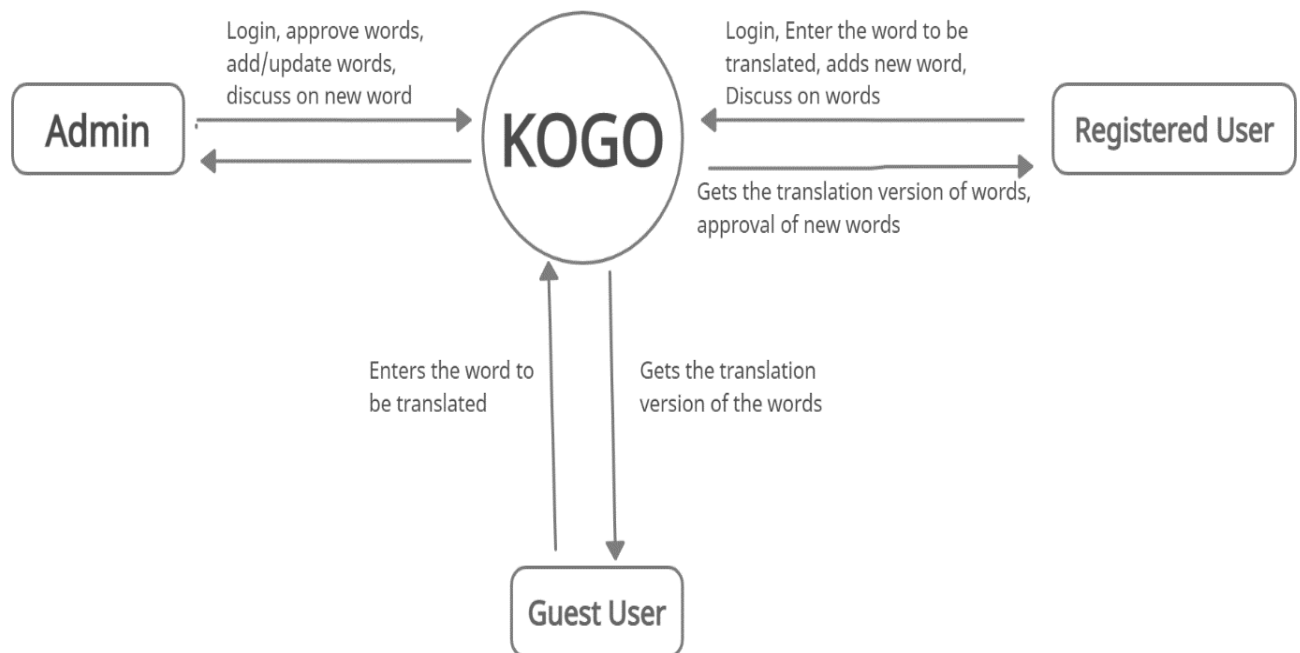 Login, approve words,
add/update words,
discuss on new word
Login, Enter the word to be
translated, adds new word,
Discuss on words
Admin
KOGO
Registered User
Gets the translation version of words,
approval of new words
Enters the word to
be translated
Gets the translation
version of the words
Guest User